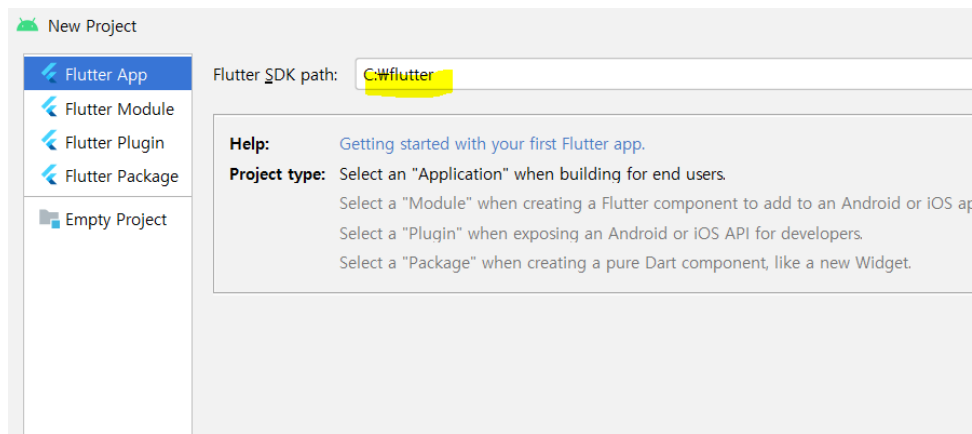 New Project
Flutter App
Flutter Module
Flutter Plugin
Flutter Package
Empty Project
Flutter SDK path: C:₩flutter
Help: Getting started with your first Flutter app.
Project type: Select an "Application" when building for end users.
Select a "Module" when creating a Flutter component to add to an Android or iOS
Select a "Plugin" when exposing an Android or iOS API for developers.
Select a "Package" when creating a pure Dart component, like a new Widget.